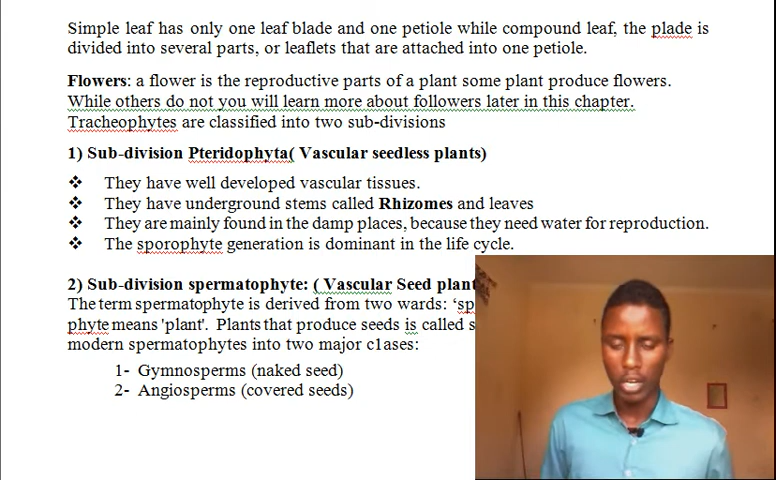 Simple leaf has only one leaf blade and one petiole while compound leaf, the plade is
divided into several parts, or leaflets that are attached into one petiole.
Flowers: a flower is the reproductive parts of a plant some plant produce flowers.
While others do not you will learn more about followers later in this chapter.
Tracheophytes are classified into two sub-divisions
1) Sub-division Pteridophyta( Vascular seedless plants)
❖ They have well developed vascular tissues.
❖ They have underground stems called Rhizomes and leaves
❖ They are mainly found in the damp places, because they need water for reproduction.
❖ The sporophyte generation is dominant in the life cycle.
2) Sub-division spermatophyte: ( Vascular Seed plant
The term spermatophyte is derived from two wards: ‘sp
phyte means 'plant'. Plants that produce seeds is called s
modern spermatophytes into two major c1ases:
1- Gymnosperms (naked seed)
2- Angiosperms (covered seeds)